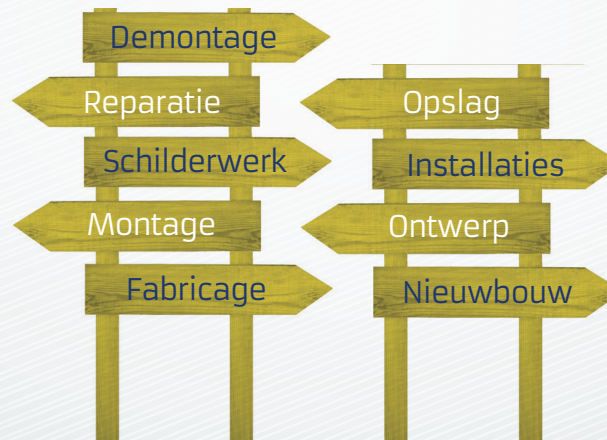 Demontage
Reparatie
Schilderwerk
Montage
Fabricage
Opslag
Installaties
Ontwerp
Nieuwbouw